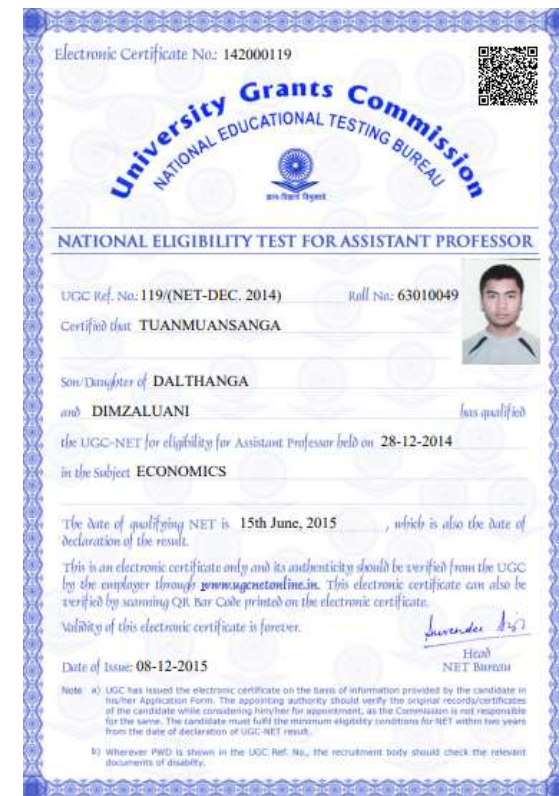 Electronic Certificate No.: 142000119
University Grants Commission
NATIONAL EDUCATIONAL TESTING BUREAU
ज्ञान-विज्ञानं विमुक्तये
NATIONAL ELIGIBILITY TEST FOR ASSISTANT PROFESSOR
UGC Ref. No.: 119/(NET-DEC. 2014) Roll No.: 63010049
Certified that TUANMUANSANGA
Son/Daughter of DALTHANGA
and DIMZALUANI has qualified
the UGC-NET for eligibility for Assistant Professor held on 28-12-2014
in the Subject ECONOMICS
The date of qualifying NET is 15th June, 2015 , which is also the date of
declaration of the result.
This is an electronic certificate only and its authenticity should be verified from the UGC
by the employer through www.ugcnetonline.in. This electronic certificate can also be
verified by scanning QR Bar Code printed on the electronic certificate.
Validity of this electronic certificate is forever.
Head
Date of Issue: 08-12-2015 NET Bureau
Note a) UGC has issued the electronic certificate on the basis of information provided by the candidate in
his/her Application Form. The appointing authority should verify the original records/certificates
of the candidate while considering him/her for appointment, as the Commission is not responsible
for the same. The candidate must fulfil the minimum eligibility conditions for NET within two years
from the date of declaration of UGC-NET result.
b) Wherever PWD is shown in the UGC Ref. No., the recruitment body should check the relevant
documents of disability.